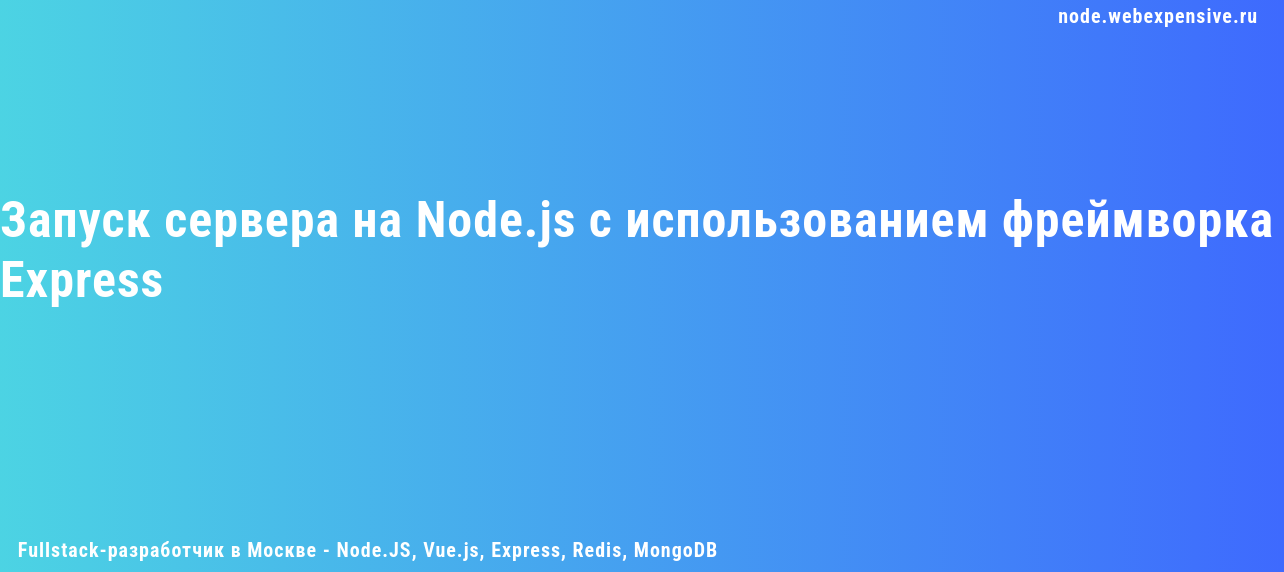 node.webexpensive.ru
Запуск сервера на Node.js с использованием фреймворка
Express
Fullstack-разработчик в Москве - Node.JS, Vue.js, Express, Redis, MongoDB